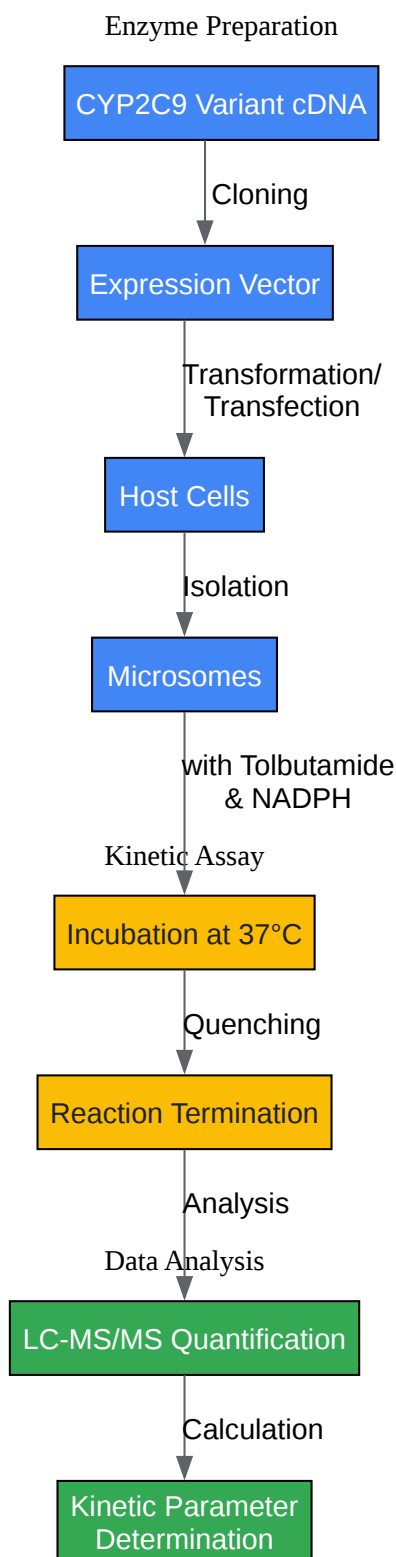 Enzyme Preparation
CYP2C9 Variant cDNA
Cloning
Expression Vector
Transformation/
Transfection
Host Cells
Isolation
Microsomes
with Tolbutamide
& NADPH
Kinetic Assay
Incubation at 37°C
Quenching
Reaction Termination
Analysis
Data Analysis
LC-MS/MS Quantification
Calculation
Kinetic Parameter
Determination